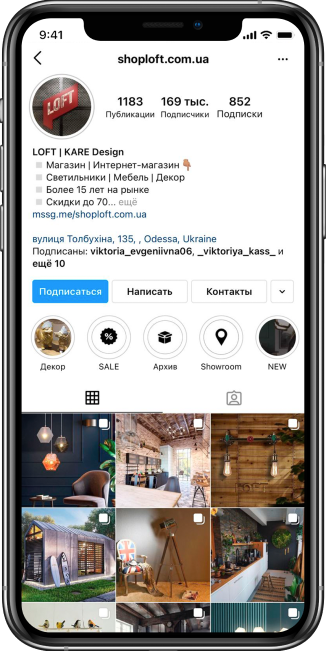 9:41
shoploft.com.ua
LOFT
1183 169 тыс. 852
Публикации Подписчики Подписки
LOFT | KARE Design
Магазин | Интернет-магазин
Светильники | Мебель | Декор
Более 15 лет на рынке
Скидки до 70... ещё
mssg.me/shoploft.com.ua
вулиця Толбухіна, 135, , Odessa, Ukraine
Подписаны: viktoria_evgeniivna06, _viktoriya_kass_ и
ещё 10
Подписаться Написать Контакты
%
Декор SALE Архив Showroom NEW